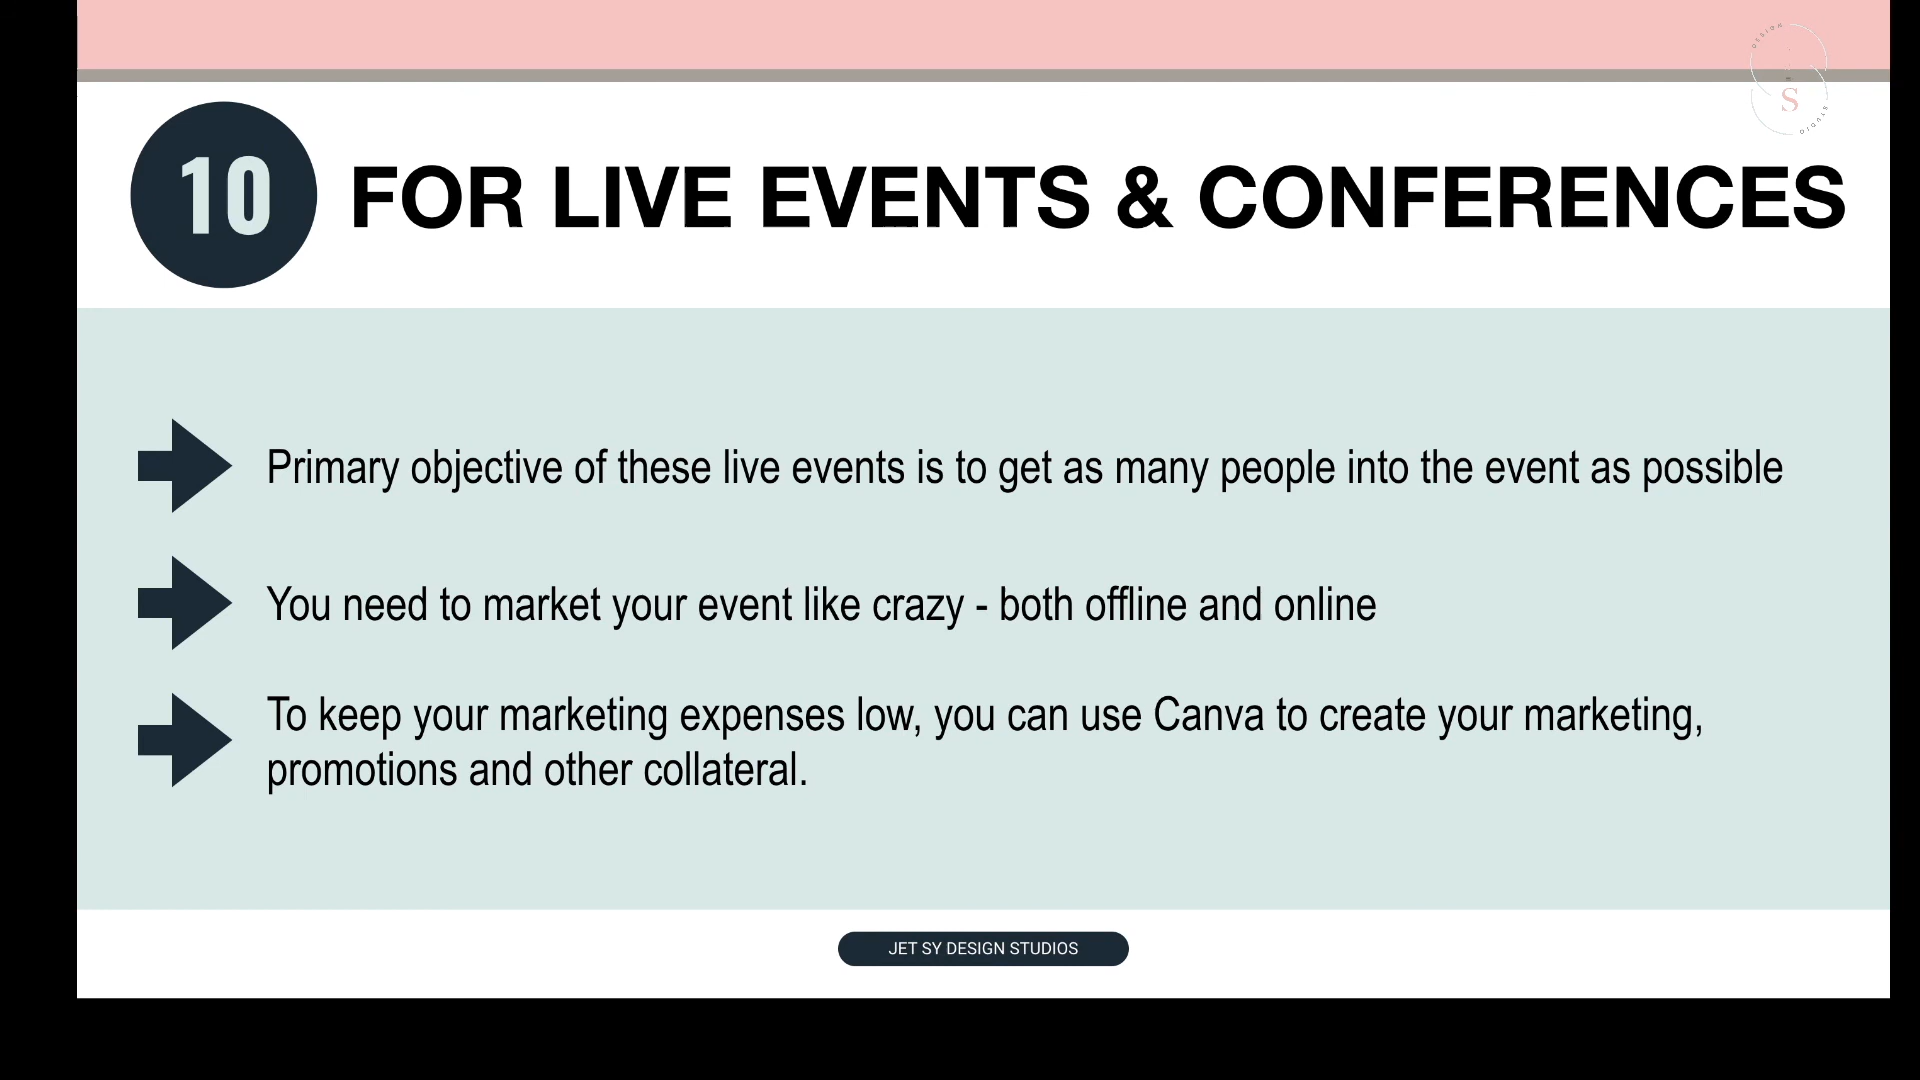 DESIGN
S
STUDIO
10
FOR LIVE EVENTS & CONFERENCES
Primary objective of these live events is to get as many people into the event as possible
You need to market your event like crazy - both offline and online
To keep your marketing expenses low, you can use Canva to create your marketing,
promotions and other collateral.
JET SY DESIGN STUDIOS